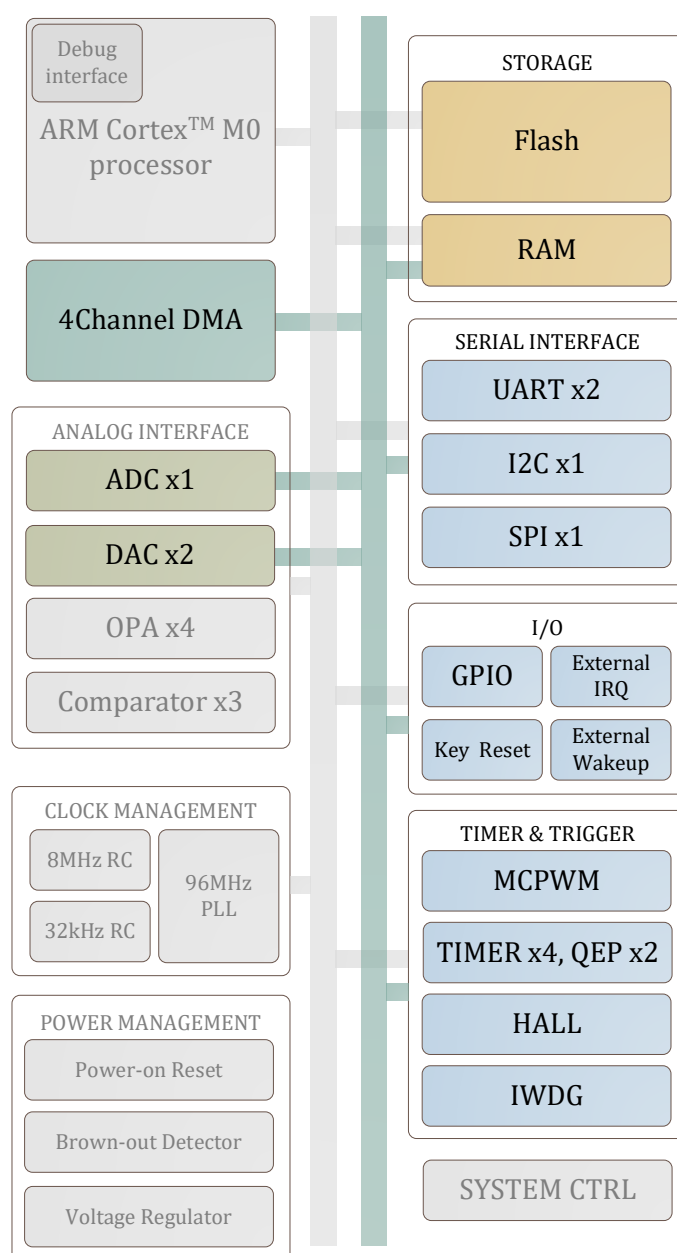 Debug
interface
ARM Cortex™ M0
processor
4Channel DMA
ANALOG INTERFACE
ADC x1
DAC x2
OPA x4
Comparator x3
CLOCK MANAGEMENT
8MHz RC
32kHz RC
96MHz
PLL
POWER MANAGEMENT
Power-on Reset
Brown-out Detector
Voltage Regulator
STORAGE
Flash
RAM
SERIAL INTERFACE
UART x2
I2C x1
SPI x1
I/O
GPIO
External
IRQ
Key Reset
External
Wakeup
TIMER & TRIGGER
MCPWM
TIMER x4, QEP x2
HALL
IWDG
SYSTEM CTRL